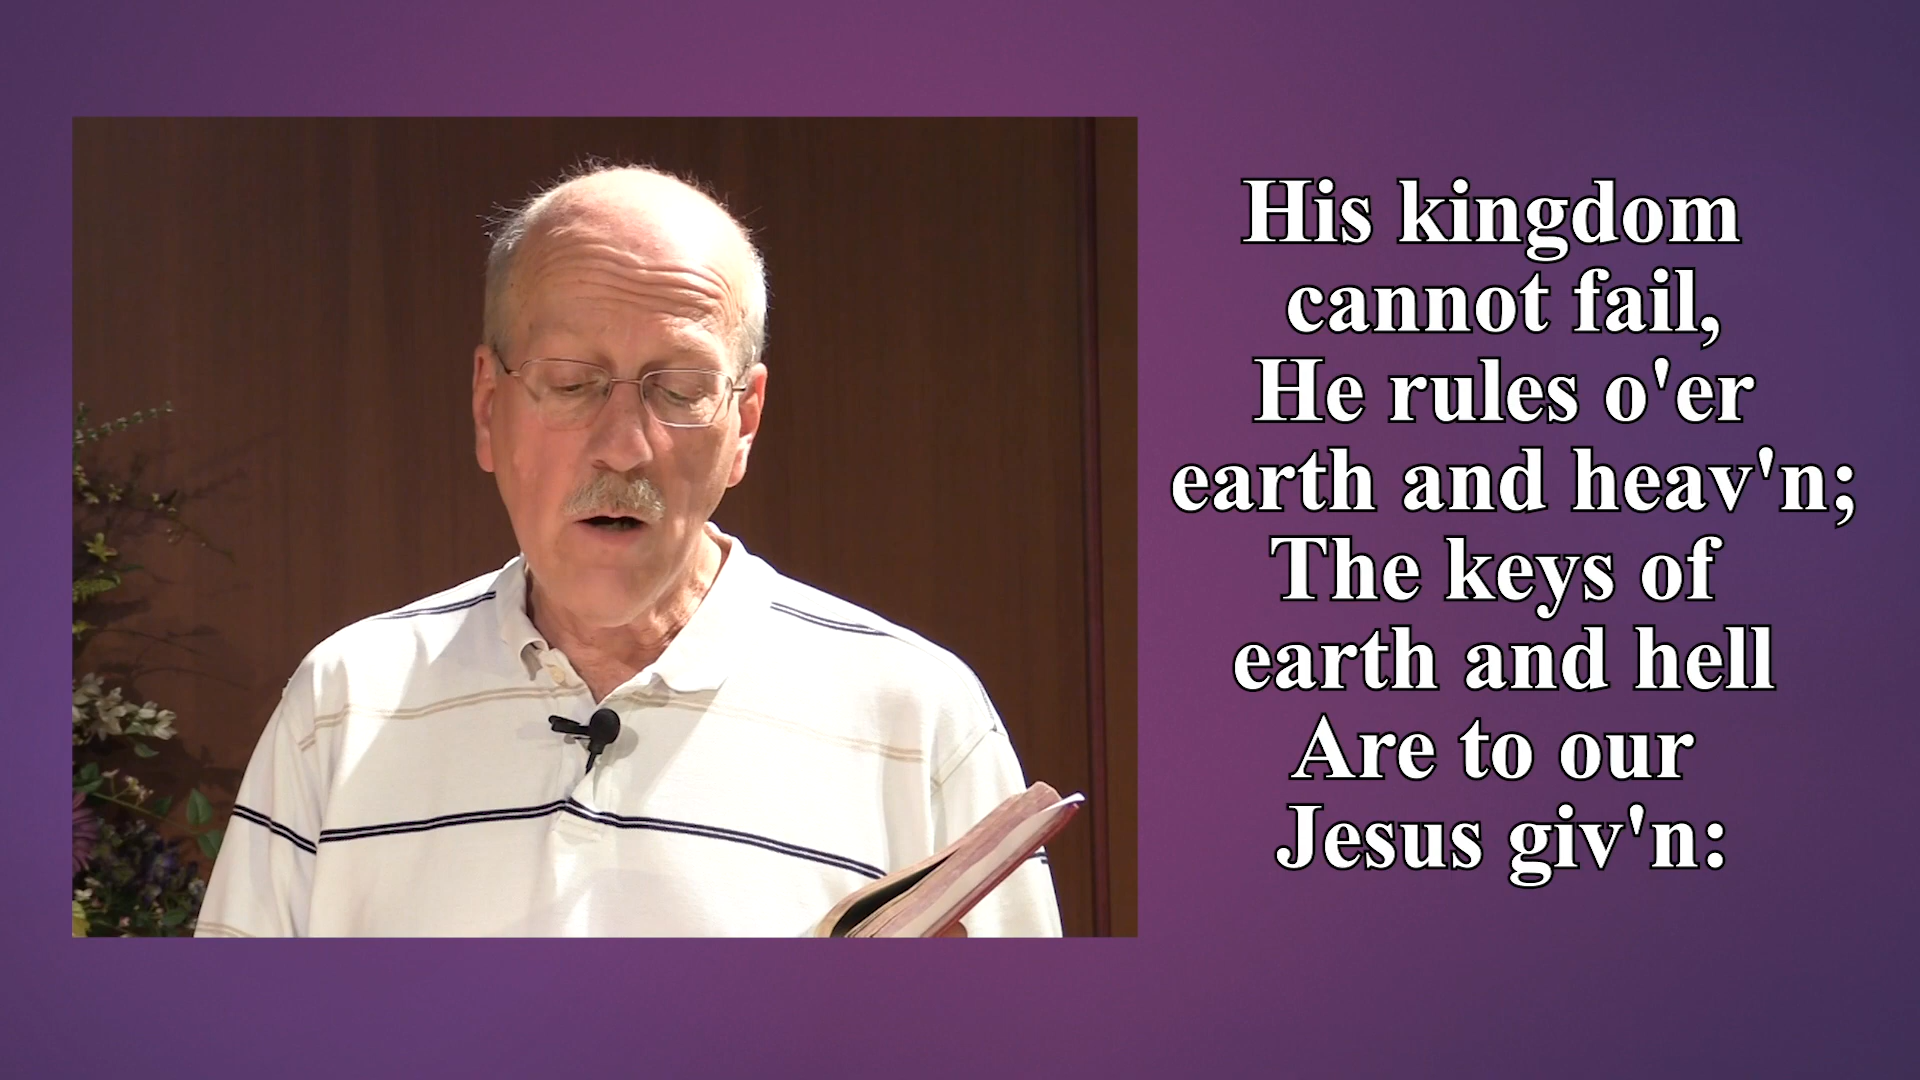 His kingdom
cannot fail,
He rules o'er
earth and heav'n;
The keys of
earth and hell
Are to our
Jesus giv'n: